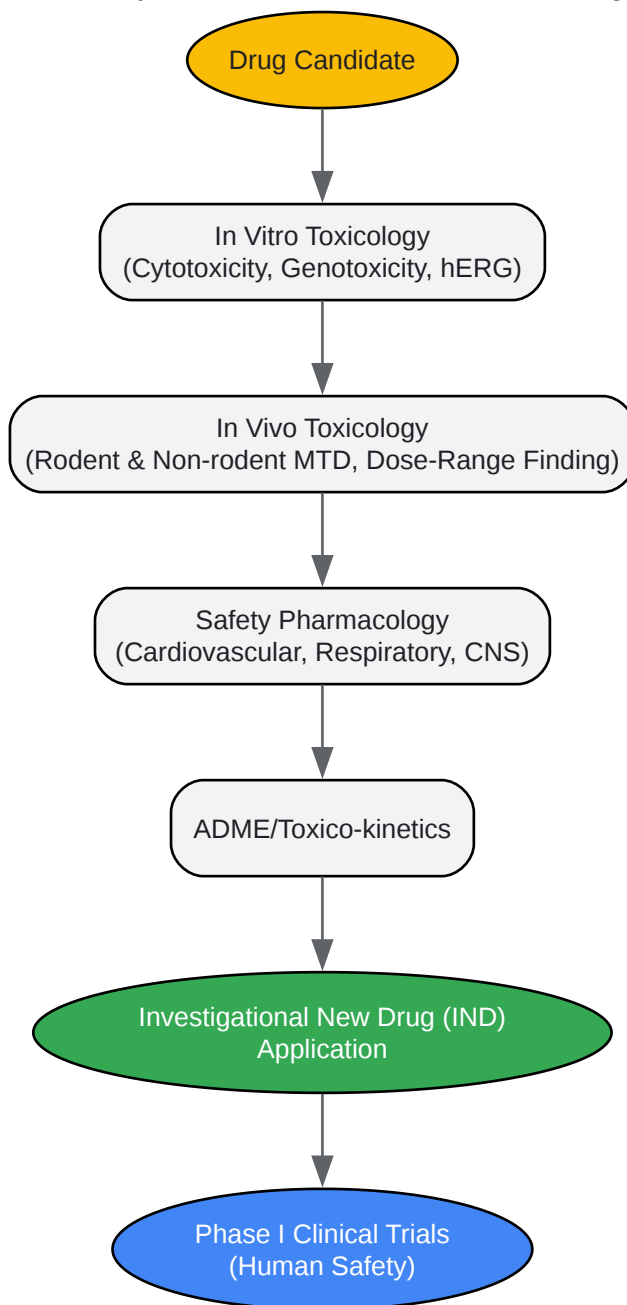 Drug Candidate
In Vitro Toxicology
(Cytotoxicity, Genotoxicity, hERG)
In Vivo Toxicology
(Rodent & Non-rodent MTD, Dose-Range Finding)
Safety Pharmacology
(Cardiovascular, Respiratory, CNS)
ADME/Toxico-kinetics
Investigational New Drug (IND)
Application
Phase I Clinical Trials
(Human Safety)